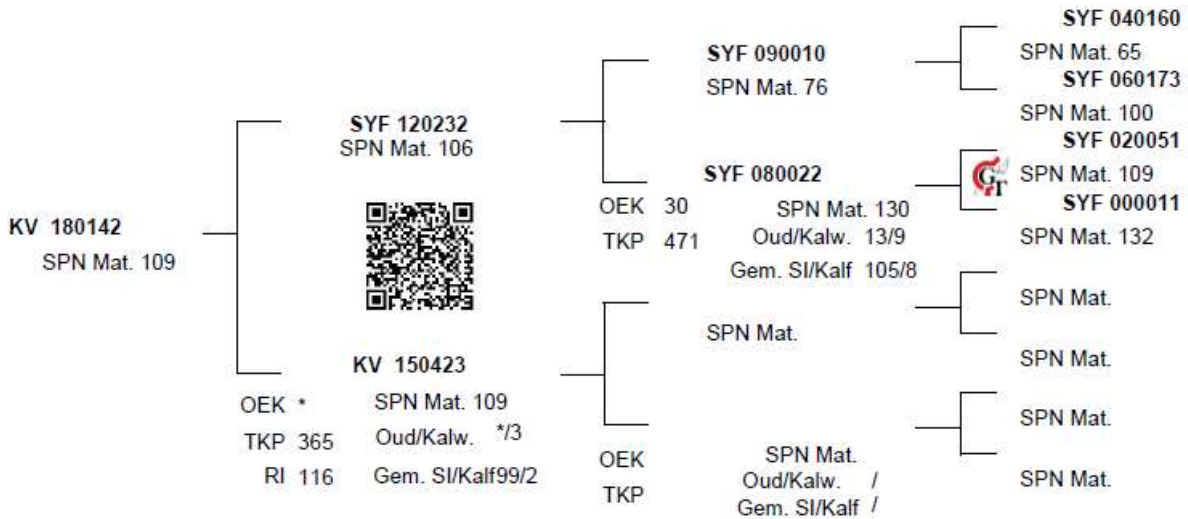 KV 180142
SPN Mat. 109
SYF 120232
SPN Mat. 106
KV 150423
OEK * SPN Mat. 109
TKP 365 Oud/Kalw. */3
RI 116 Gem. SI/Kalf99/2
SYF 090010
SPN Mat. 76
SYF 080022
OEK 30 SPN Mat. 130
TKP 471 Oud/Kalw. 13/9
Gem. SI/Kalf 105/8
SPN Mat.
OEK SPN Mat.
TKP Oud/Kalw. /
Gem. SI/Kalf /
SYF 040160
SPN Mat. 65
SYF 060173
SPN Mat. 100
SYF 020051
GT
SPN Mat. 109
SYF 000011
SPN Mat. 132
SPN Mat.
SPN Mat.
SPN Mat.
SPN Mat.